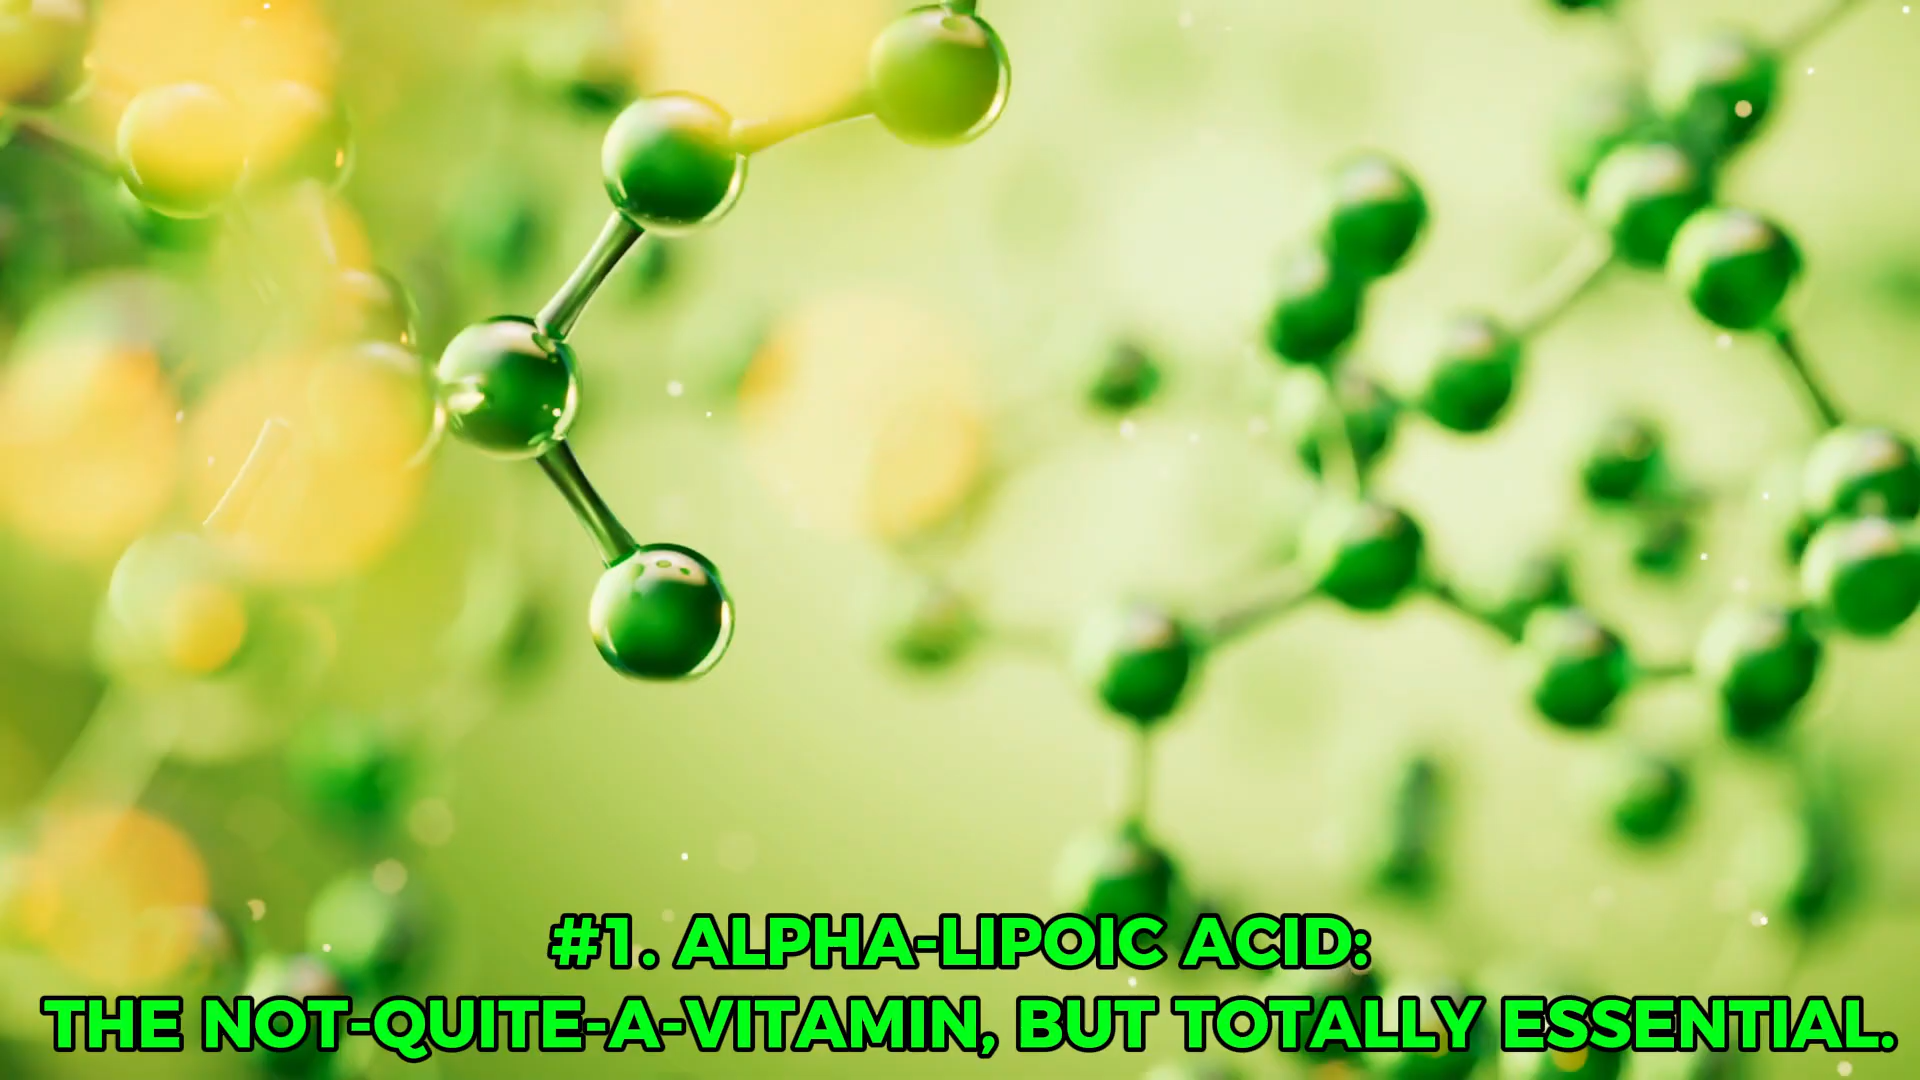 #1. ALPHA-LIPOIC ACID:
THE NOT-QUITE-A-VITAMIN, BUT TOTALLY ESSENTIAL.